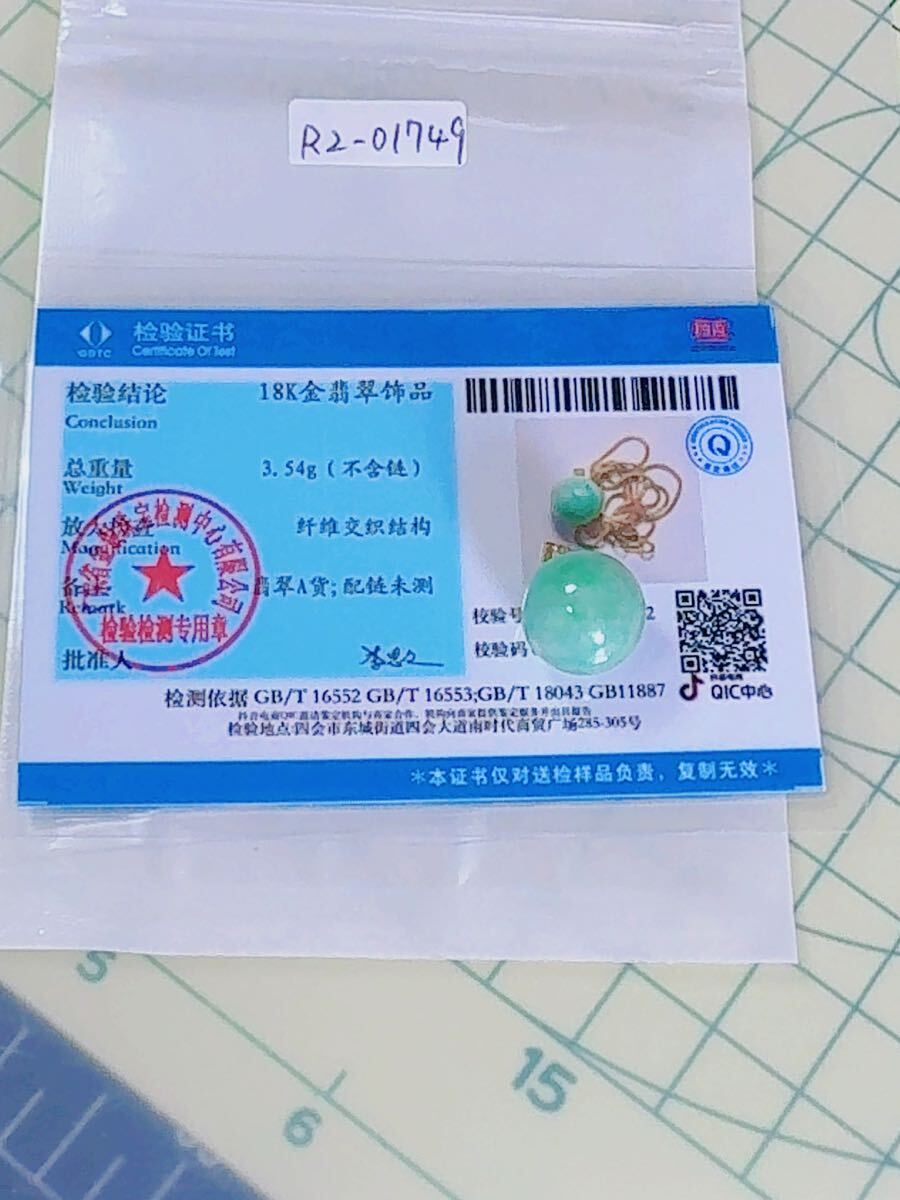 R2-01749
检验证书
GDTC
Certificate Of Test
检验结论 18K金翡翠饰品
Conclusion
总重量 3.54g（不含链）
Weight
纤维交织结构
翡翠A货;配链未测
Remark
批准人
校验号 2
校验码
QIC中心
检验检测专用章
检测依据 GB/T 16552 GB/T 16553;GB/T 18043 GB11887
检验地点:四会市东城街道四会大道南时代商贸广场285-305号
*本证书仅对送检样品负责，复制无效*
5
6
15